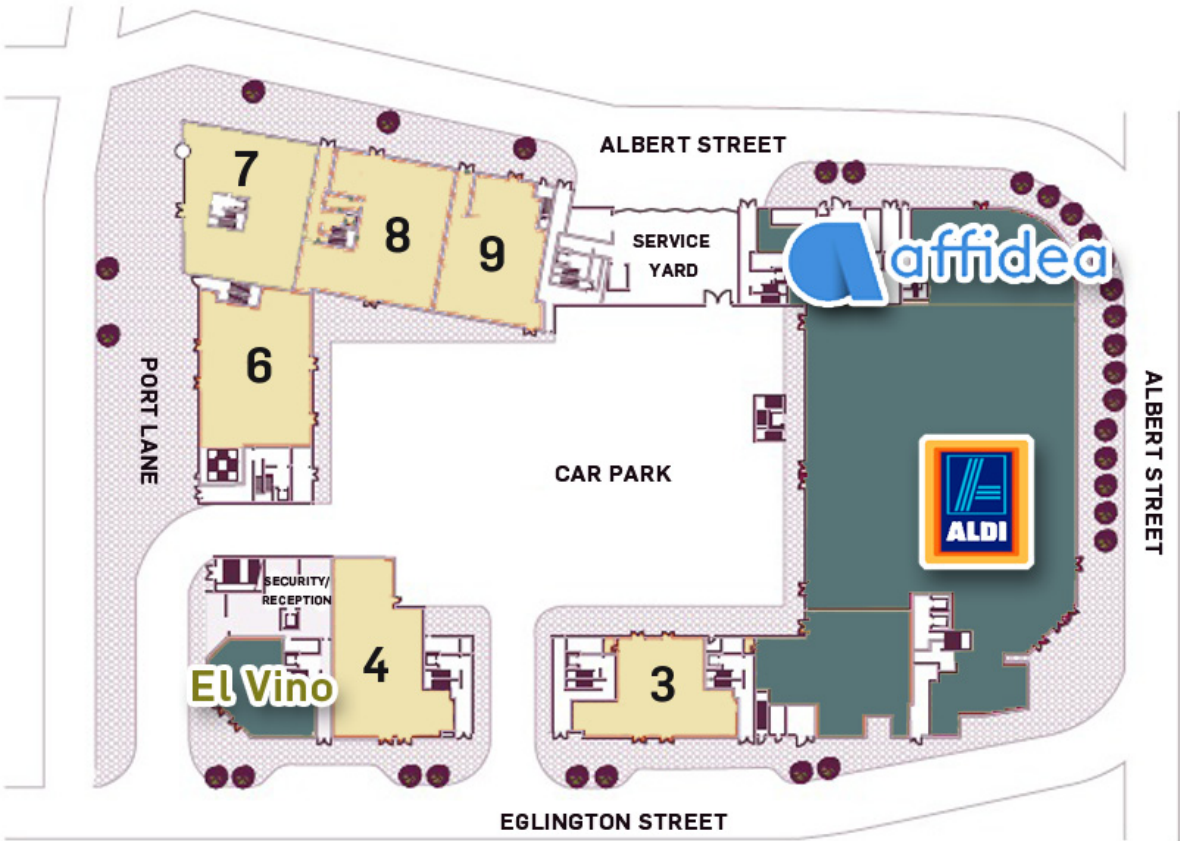 ALBERT STREET
7
8
9
SERVICE
YARD
affidea
6
PORT LANE
CAR PARK
ALBERT STREET
ALDI
SECURITY/
RECEPTION
El Vino
4
3
EGLINGTON STREET